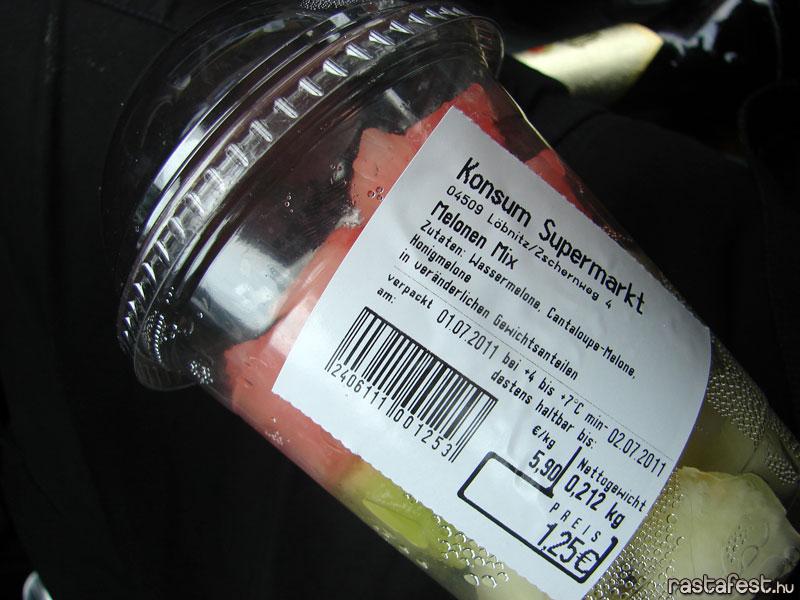 Konsum Supermarkt
04509 Löbnitz/Zschernweg 4
Melonen Mix
Zutaten: Wassermelone, Cantaloupe-Melone,
Honigmelone
in veränderlichen Gewichtsanteilen
verpackt 01.07.2011 bei +4 bis +7°C min- 02.07.2011
am: destens haltbar bis:
2406111001253
€/kg Nettogewicht
5,90 0,212 kg
PREIS
1,25€
rastafest.hu